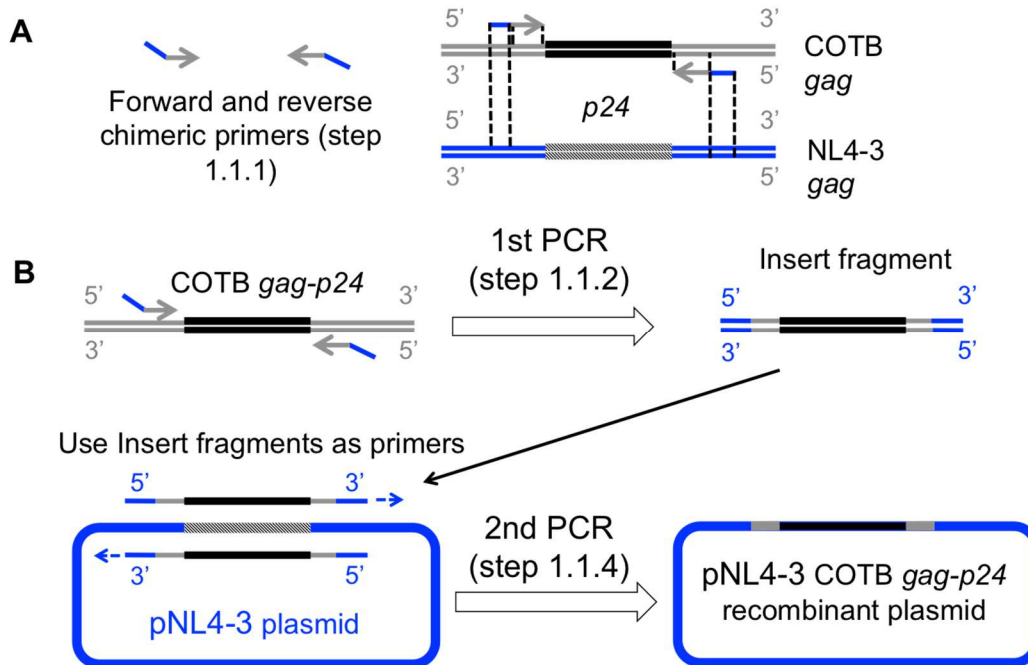 A
Forward and reverse
chimeric primers (step
1.1.1)
5’ 3’
3’ 5’
COTB
gag
p24
5’ 3’
3’ 5’
NL4-3
gag
B
COTB gag-p24
5’ 3’
3’ 5’
1st PCR
(step 1.1.2)
Insert fragment
5’ 3’
3’ 5’
Use Insert fragments as primers
5’ 3’
3’ 5’
pNL4-3 plasmid
2nd PCR
(step 1.1.4)
pNL4-3 COTB gag-p24
recombinant plasmid